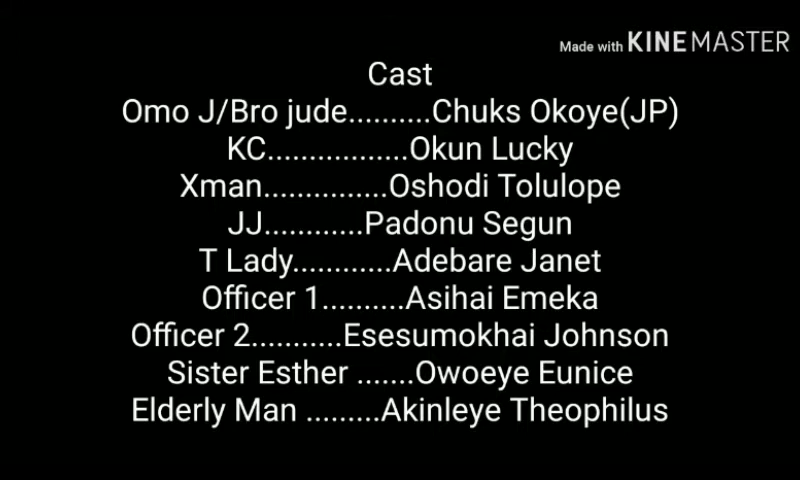 Made with KINEMASTER
Cast
Omo J/Bro jude..........Chuks Okoye(JP)
KC.................Okun Lucky
Xman...............Oshodi Tolulope
JJ............Padonu Segun
T Lady............Adebare Janet
Officer 1..........Asihai Emeka
Officer 2...........Esesumokhai Johnson
Sister Esther .......Owoeye Eunice
Elderly Man .........Akinleye Theophilus